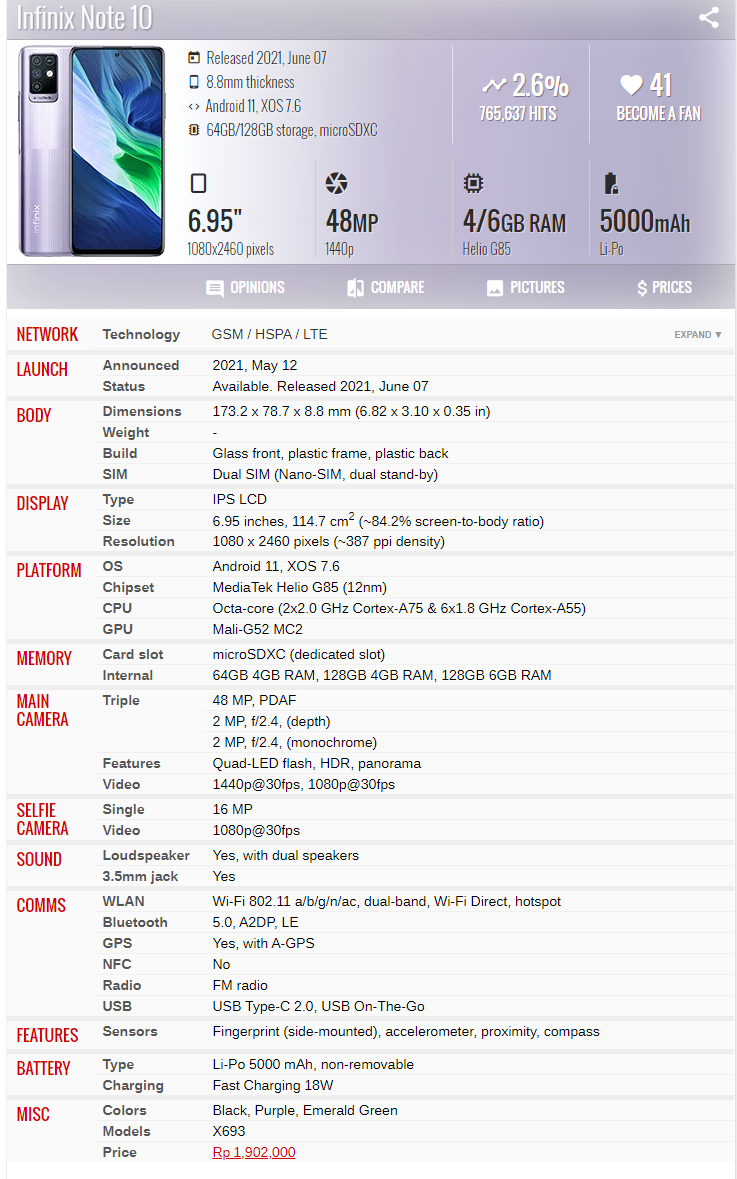 Infinix Note 10
Released 2021, June 07
8.8mm thickness
Android 11, XOS 7.6
64GB/128GB storage, microSDXC
2.6%
765,637 HITS
41
BECOME A FAN
6.95"
1080x2460 pixels
48MP
1440p
4/6GB RAM
Helio G85
5000mAh
Li-Po
Infinix
OPINIONS
COMPARE
PICTURES
PRICES
NETWORK Technology GSM / HSPA / LTE EXPAND ▼
LAUNCH Announced 2021, May 12
Status Available. Released 2021, June 07
BODY Dimensions 173.2 x 78.7 x 8.8 mm (6.82 x 3.10 x 0.35 in)
Weight -
Build Glass front, plastic frame, plastic back
SIM Dual SIM (Nano-SIM, dual stand-by)
DISPLAY Type IPS LCD
Size 6.95 inches, 114.7 cm2 (~84.2% screen-to-body ratio)
Resolution 1080 x 2460 pixels (~387 ppi density)
PLATFORM OS Android 11, XOS 7.6
Chipset MediaTek Helio G85 (12nm)
CPU Octa-core (2x2.0 GHz Cortex-A75 & 6x1.8 GHz Cortex-A55)
GPU Mali-G52 MC2
MEMORY Card slot microSDXC (dedicated slot)
Internal 64GB 4GB RAM, 128GB 4GB RAM, 128GB 6GB RAM
MAIN CAMERA Triple 48 MP, PDAF
2 MP, f/2.4, (depth)
2 MP, f/2.4, (monochrome)
Features Quad-LED flash, HDR, panorama
Video 1440p@30fps, 1080p@30fps
SELFIE CAMERA Single 16 MP
Video 1080p@30fps
SOUND Loudspeaker Yes, with dual speakers
3.5mm jack Yes
COMMS WLAN Wi-Fi 802.11 a/b/g/n/ac, dual-band, Wi-Fi Direct, hotspot
Bluetooth 5.0, A2DP, LE
GPS Yes, with A-GPS
NFC No
Radio FM radio
USB USB Type-C 2.0, USB On-The-Go
FEATURES Sensors Fingerprint (side-mounted), accelerometer, proximity, compass
BATTERY Type Li-Po 5000 mAh, non-removable
Charging Fast Charging 18W
MISC Colors Black, Purple, Emerald Green
Models X693
Price Rp 1,902,000